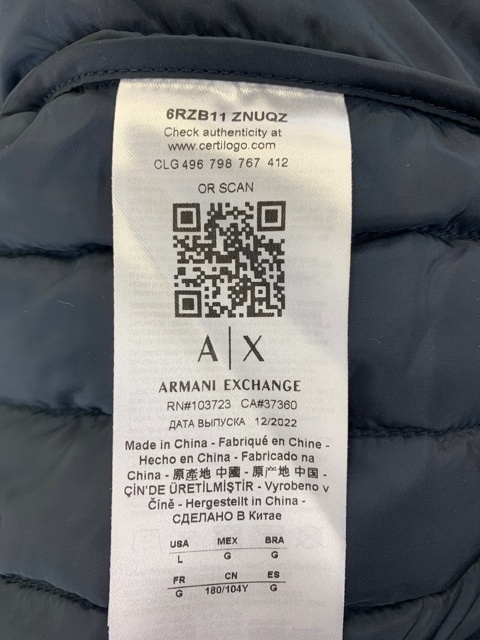 6RZB11 ZNUQZ
Check authenticity at
www.certilogo.com
CLG 496 798 767 412
OR SCAN
A|X
ARMANI EXCHANGE
RN#103723 CA#37360
ДАТА ВЫПУСКА 12/2022
Made in China - Fabriqué en Chine -
Hecho en China - Fabricado na
China - 原產地 中國 - 原产地 中国 -
ÇİN'DE ÜRETİLMİŞTİR - Vyrobeno v
Číně - Hergestellt in China -
СДЕЛАНО В Китае
USA MEX BRA
L G G
FR CN ES
G 180/104Y G